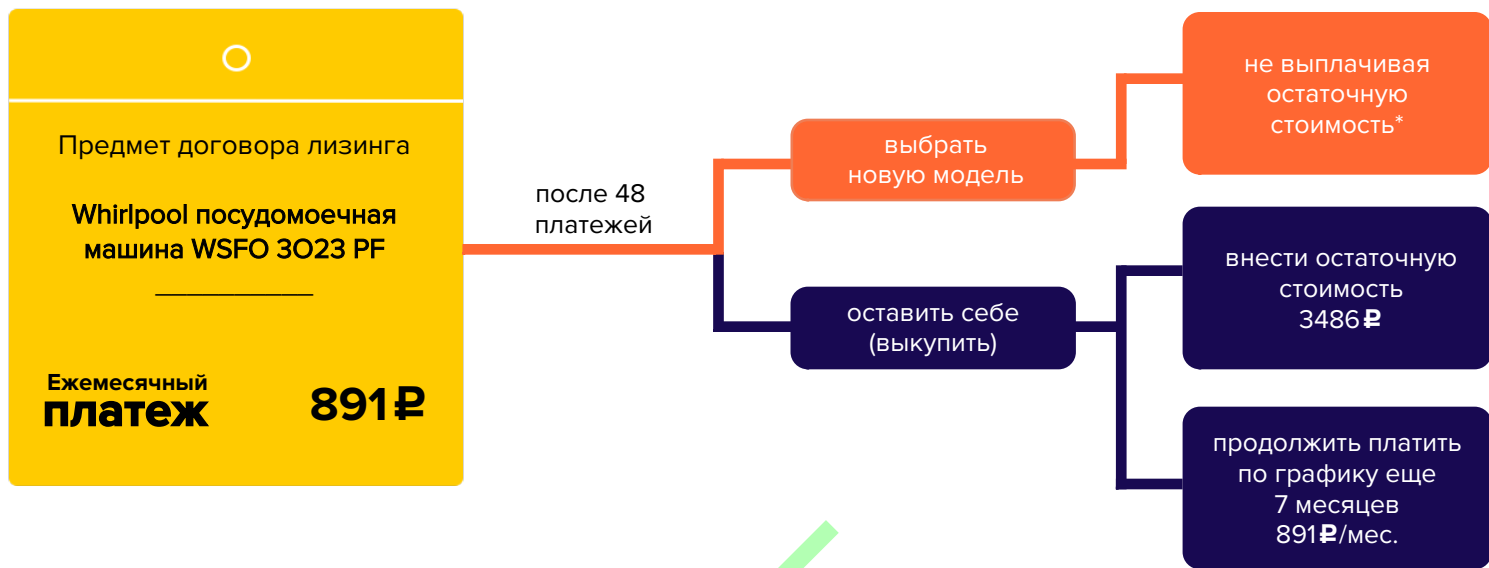 Предмет договора лизинга
Whirlpool посудомоечная
машина WSFO 3O23 PF
Ежемесячный
платеж
891₽
после 48
платежей
выбрать
новую модель
оставить себе
(выкупить)
не выплачивая
остаточную
стоимость*
внести остаточную
стоимость
3486₽
продолжить платить
по графику еще
7 месяцев
891₽/мес.